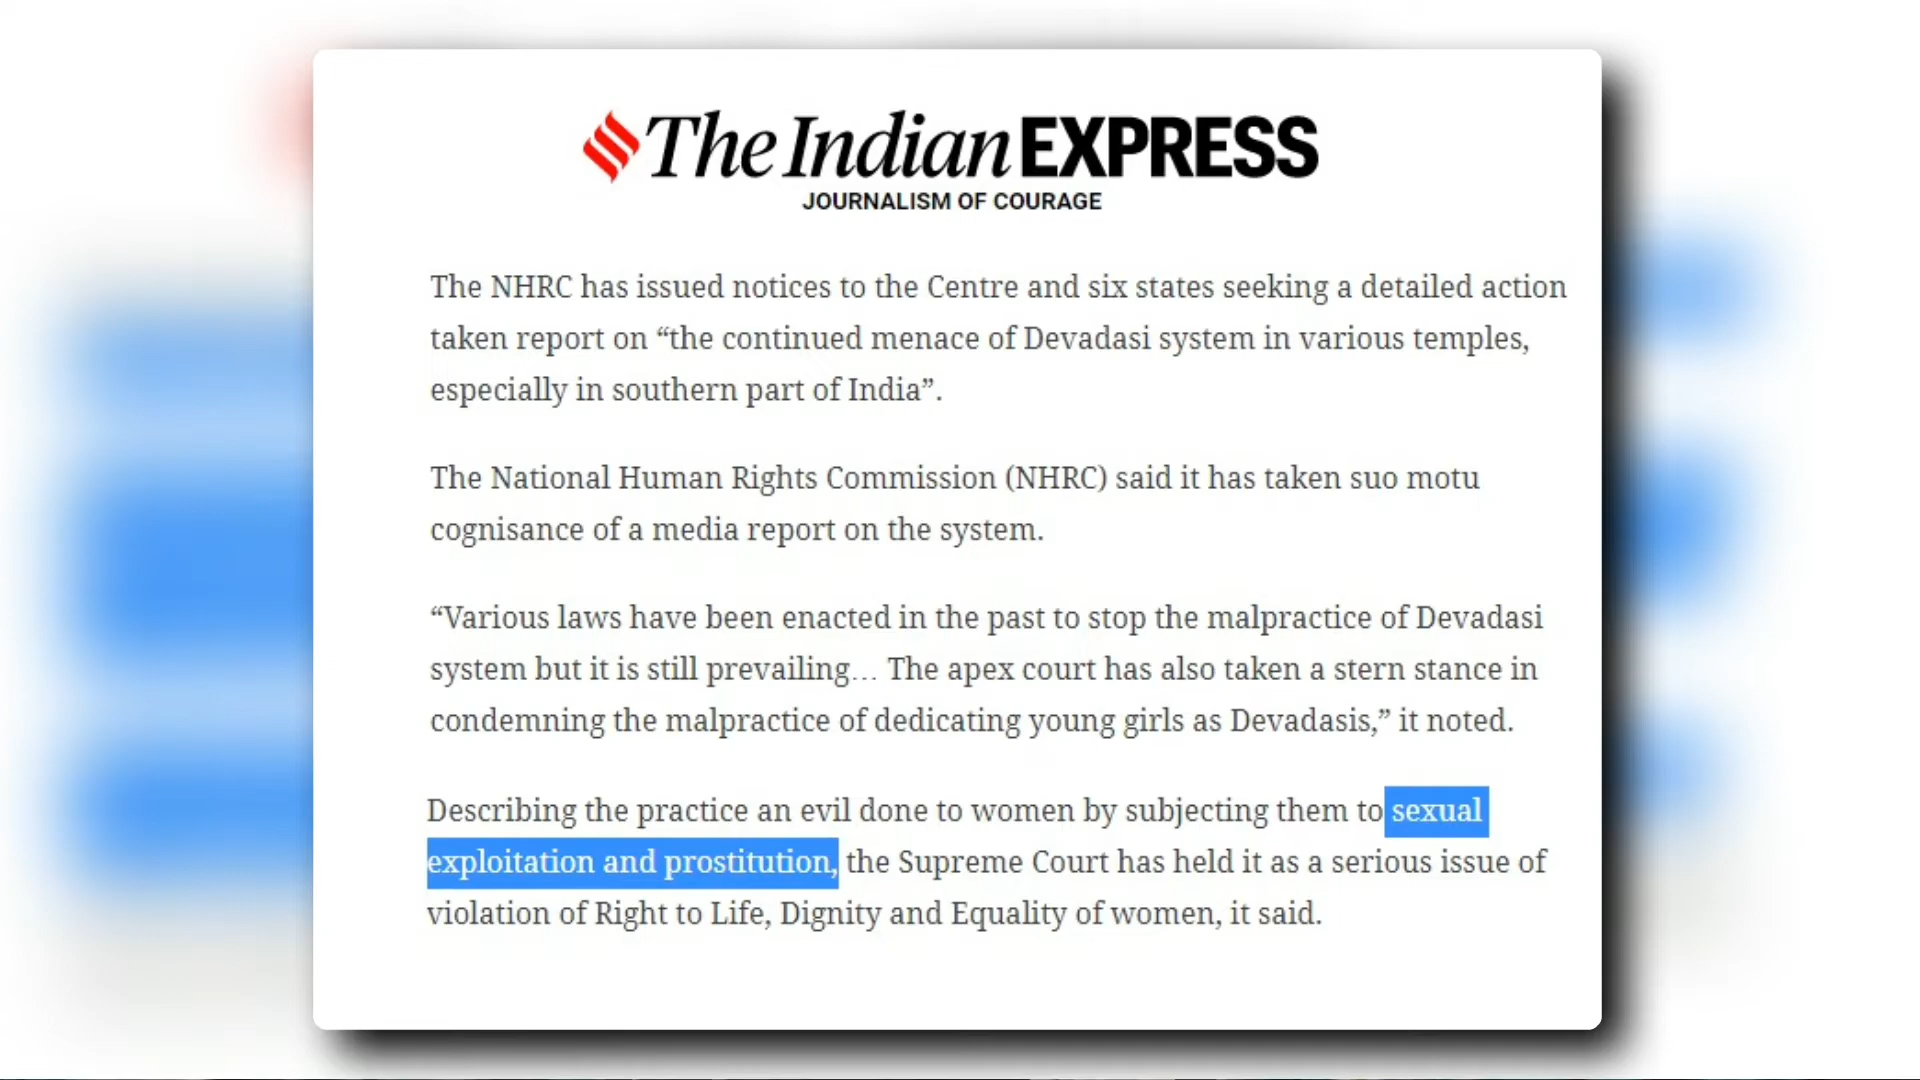 The Indian EXPRESS
JOURNALISM OF COURAGE
The NHRC has issued notices to the Centre and six states seeking a detailed action
taken report on “the continued menace of Devadasi system in various temples,
especially in southern part of India”.
The National Human Rights Commission (NHRC) said it has taken suo motu
cognisance of a media report on the system.
“Various laws have been enacted in the past to stop the malpractice of Devadasi
system but it is still prevailing… The apex court has also taken a stern stance in
condemning the malpractice of dedicating young girls as Devadasis,” it noted.
Describing the practice an evil done to women by subjecting them to sexual
exploitation and prostitution, the Supreme Court has held it as a serious issue of
violation of Right to Life, Dignity and Equality of women, it said.